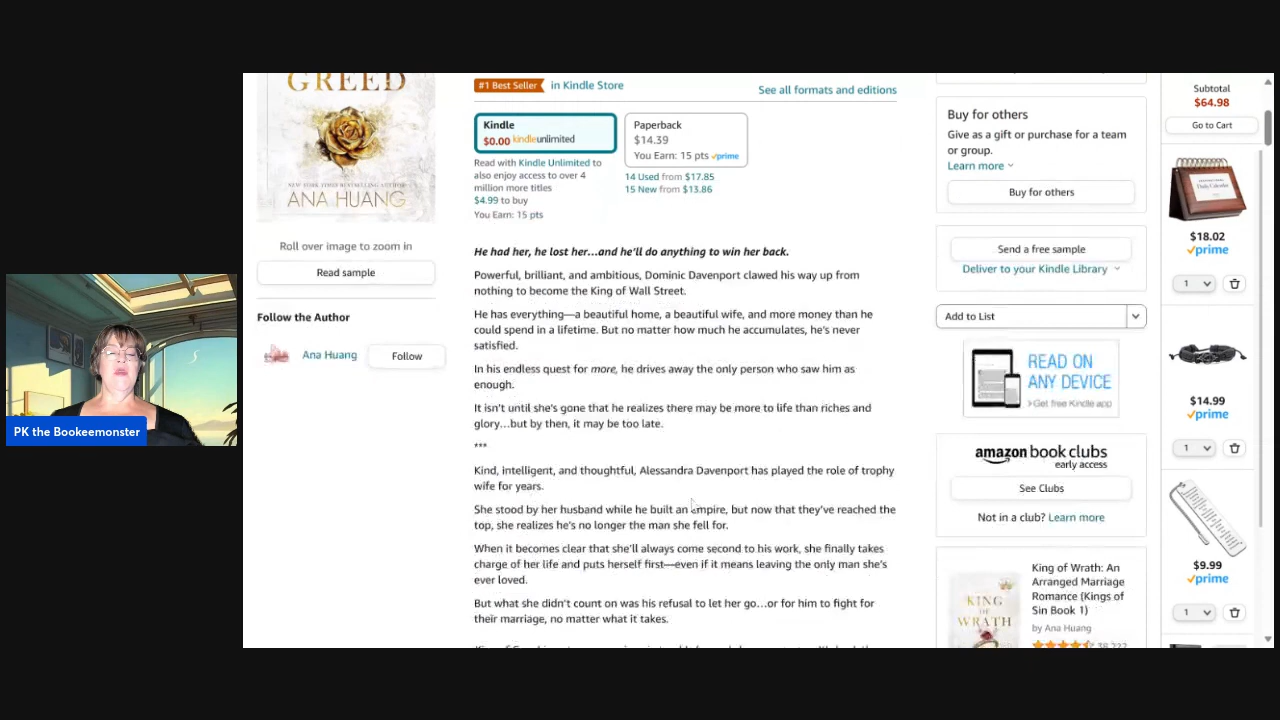 GREED
NEW YORK TIMES BESTSELLING AUTHOR
ANA HUANG
Roll over image to zoom in
Read sample
Follow the Author
Ana Huang
Follow
PK the Bookeemonster
#1 Best Seller in Kindle Store
See all formats and editions
Kindle
$0.00 kindleunlimited
Read with Kindle Unlimited to
also enjoy access to over 4
million more titles
$4.99 to buy
You Earn: 15 pts
Paperback
$14.39
You Earn: 15 pts prime
14 Used from $17.85
15 New from $13.86
He had her, he lost her…and he'll do anything to win her back.
Powerful, brilliant, and ambitious, Dominic Davenport clawed his way up from
nothing to become the King of Wall Street.
He has everything—a beautiful home, a beautiful wife, and more money than he
could spend in a lifetime. But no matter how much he accumulates, he's never
satisfied.
In his endless quest for more, he drives away the only person who saw him as
enough.
It isn't until she's gone that he realizes there may be more to life than riches and
glory…but by then, it may be too late.
***
Kind, intelligent, and thoughtful, Alessandra Davenport has played the role of trophy
wife for years.
She stood by her husband while he built an empire, but now that they've reached the
top, she realizes he's no longer the man she fell for.
When it becomes clear that she'll always come second to his work, she finally takes
charge of her life and puts herself first—even if it means leaving the only man she's
ever loved.
But what she didn't count on was his refusal to let her go…or for him to fight for
their marriage, no matter what it takes.
Buy for others
Give as a gift or purchase for a team
or group.
Learn more
Buy for others
Send a free sample
Deliver to your Kindle Library
Add to List
READ ON
ANY DEVICE
Get free Kindle app
amazon book clubs
early access
See Clubs
Not in a club? Learn more
KING
OF
WRATH
King of Wrath: An
Arranged Marriage
Romance (Kings of
Sin Book 1)
by Ana Huang
Subtotal
$64.98
Go to Cart
Daily Calendar
$18.02
prime
1
$14.99
prime
1
$9.99
prime
1